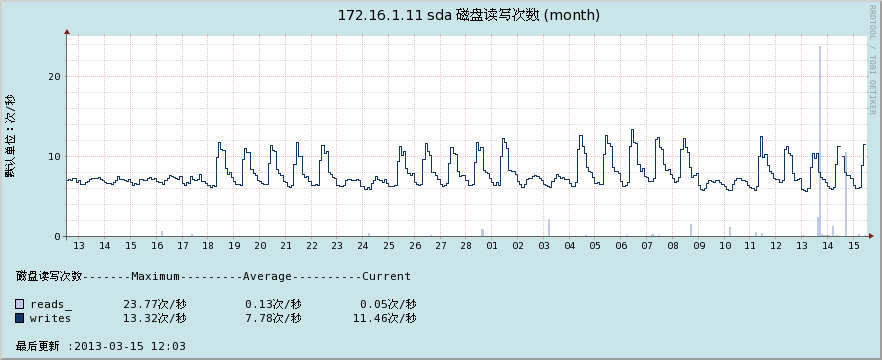 172.16.1.11 sda 磁盘读写次数 (month)
RRDTOOL / TOBI OETIKER
默认单位：次/秒
20
10
0
13 14 15 16 17 18 19 20 21 22 23 24 25 26 27 28 01 02 03 04 05 06 07 08 09 10 11 12 13 14 15
磁盘读写次数-------Maximum---------Average----------Current
reads_ 23.77次/秒 0.13次/秒 0.05次/秒
writes 13.32次/秒 7.78次/秒 11.46次/秒
最后更新 :2013-03-15 12:03